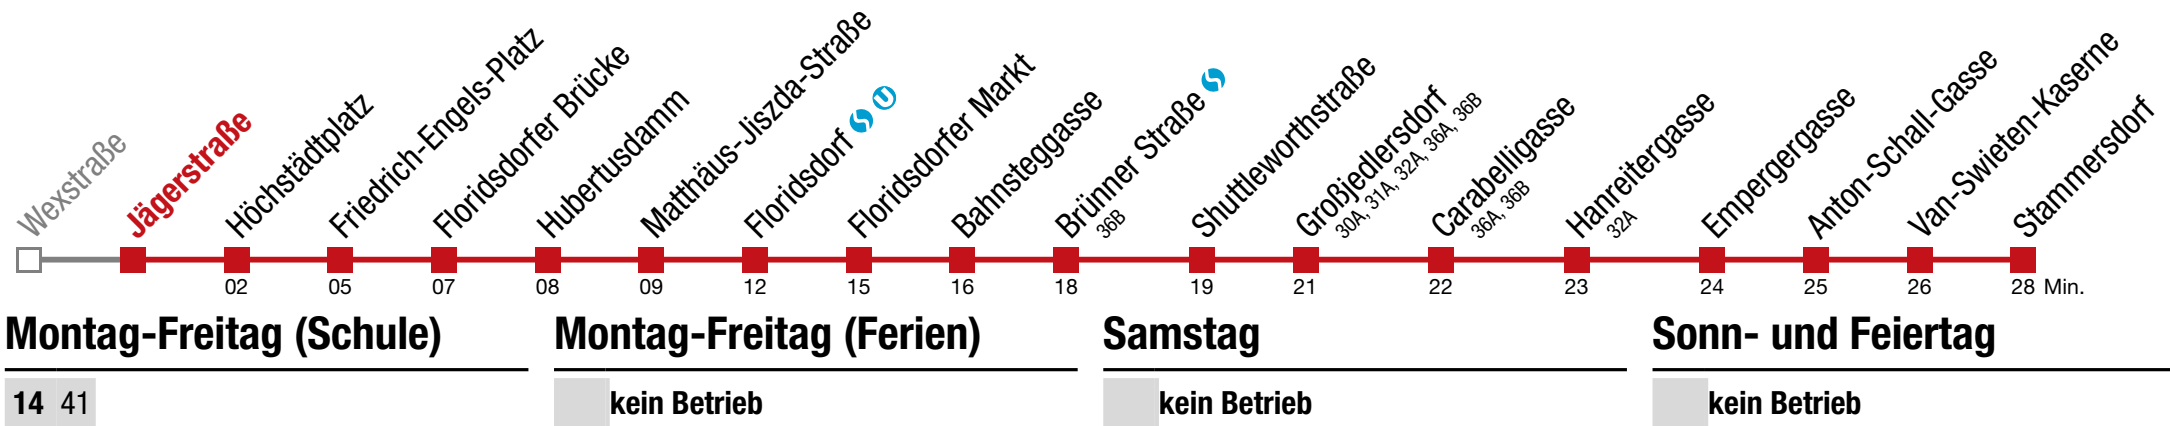 Wexstraße
Jägerstraße
Höchstädtplatz
Friedrich-Engels-Platz
Floridsdorfer Brücke
Hubertusdamm
Matthäus-Jiszda-Straße
Floridsdorf S U
Floridsdorfer Markt
Bahnsteggasse
Brünner Straße S
36B
Shuttleworthstraße
Großjedlersdorf
30A, 31A, 32A, 36A, 36B
Carabelligasse
36A, 36B
Hanreitergasse
32A
Empergergasse
Anton-Schall-Gasse
Van-Swieten-Kaserne
Stammersdorf
02 05 07 08 09 12 15 16 18 19 21 22 23 24 25 26 28 Min.
Montag-Freitag (Schule) Montag-Freitag (Ferien) Samstag Sonn- und Feiertag
14 41 kein Betrieb kein Betrieb kein Betrieb